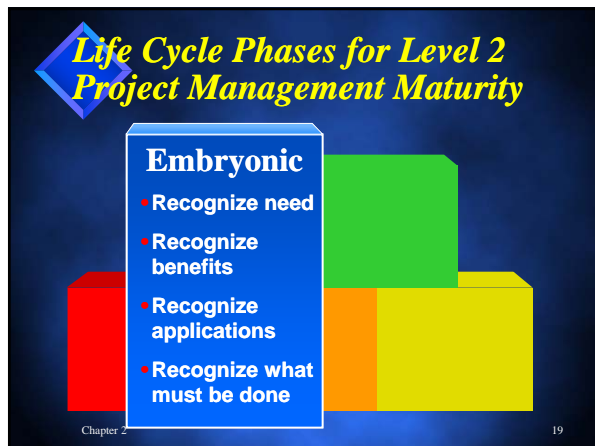 Life Cycle Phases for Level 2
Project Management Maturity
Embryonic
• Recognize need
• Recognize
benefits
• Recognize
applications
• Recognize what
must be done
Chapter 2
19